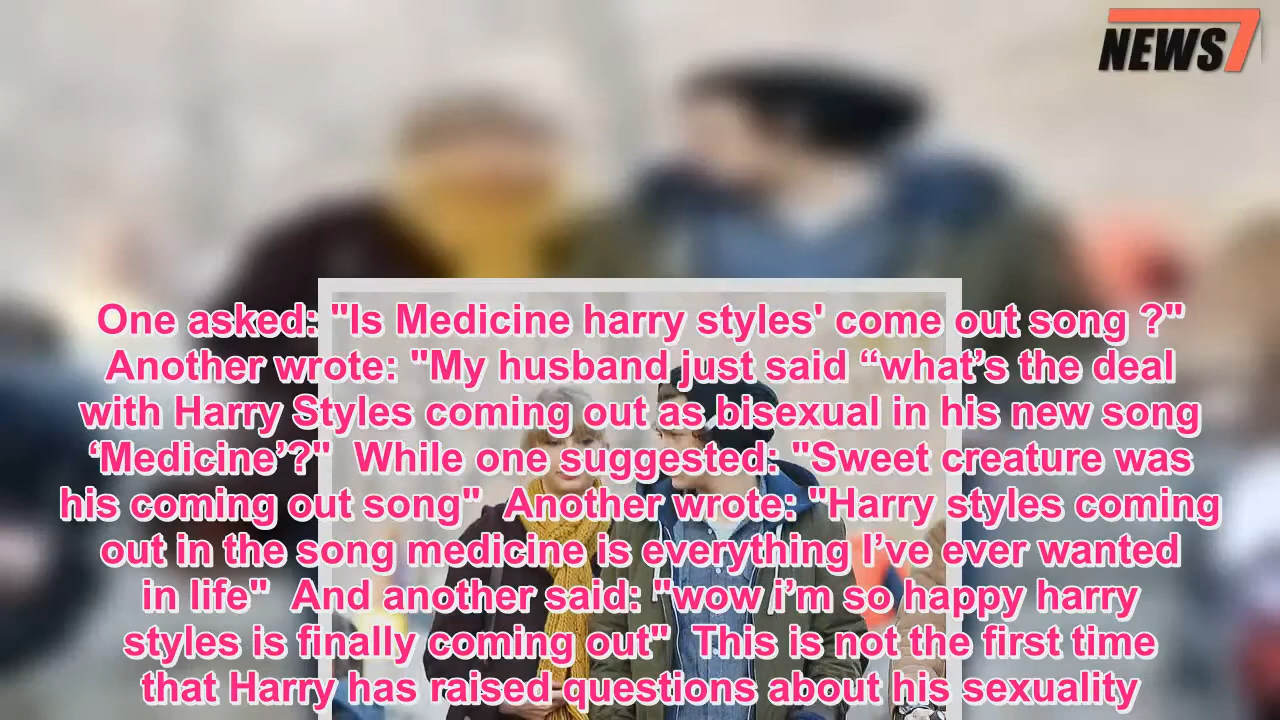 NEWS7
One asked: "Is Medicine harry styles' come out song ?"
Another wrote: "My husband just said “what’s the deal
with Harry Styles coming out as bisexual in his new song
‘Medicine’?"  While one suggested: "Sweet creature was
his coming out song"  Another wrote: "Harry styles coming
out in the song medicine is everything I’ve ever wanted
in life"  And another said: "wow i’m so happy harry
styles is finally coming out"  This is not the first time
that Harry has raised questions about his sexuality